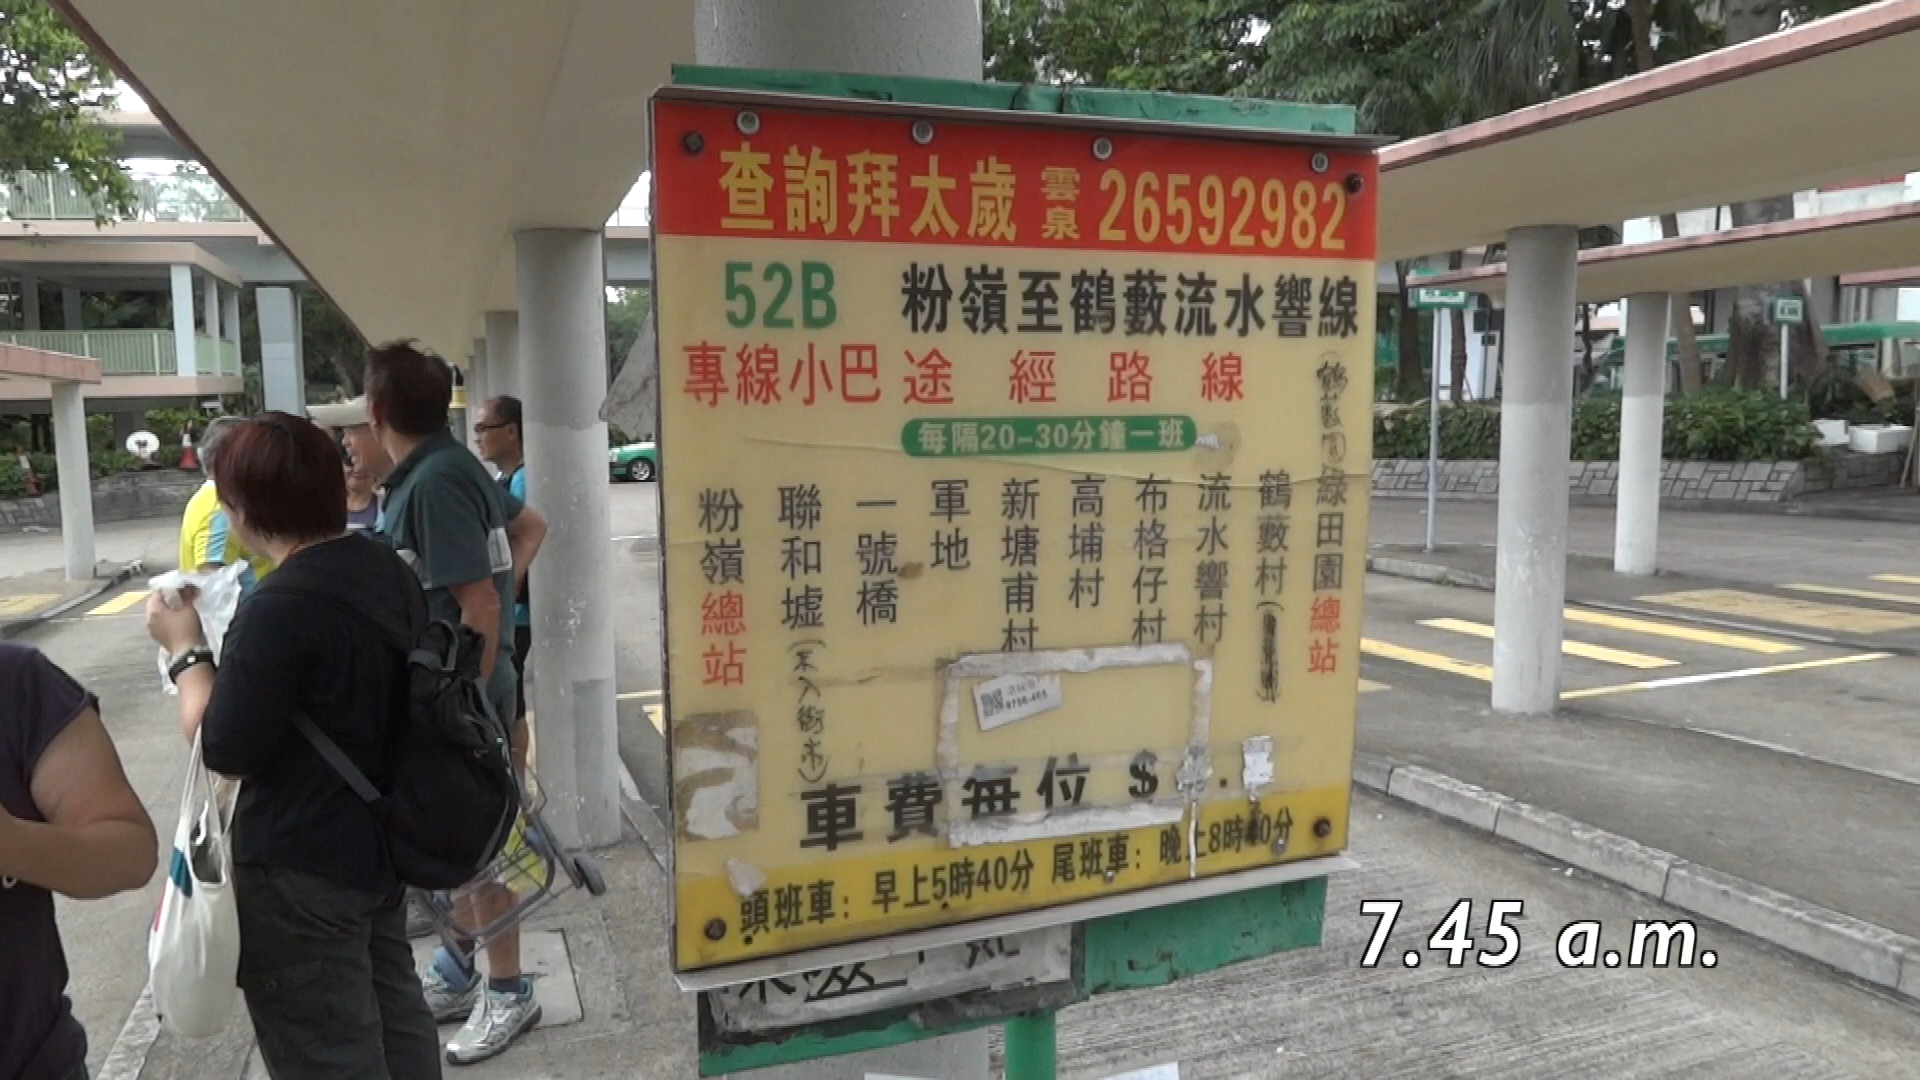 查詢拜太歲 雲泉 26592982
52B 粉嶺至鶴藪流水響線
專線小巴 途經路線
每隔20-30分鐘一班
粉嶺總站
聯和墟(不入街市)
一號橋
軍地
新塘甫村
高埔村
布格仔村
流水響村
鶴藪村
綠田園總站
車費每位 $
頭班車: 早上5時40分 尾班車: 晚上8時40分
7.45 a.m.